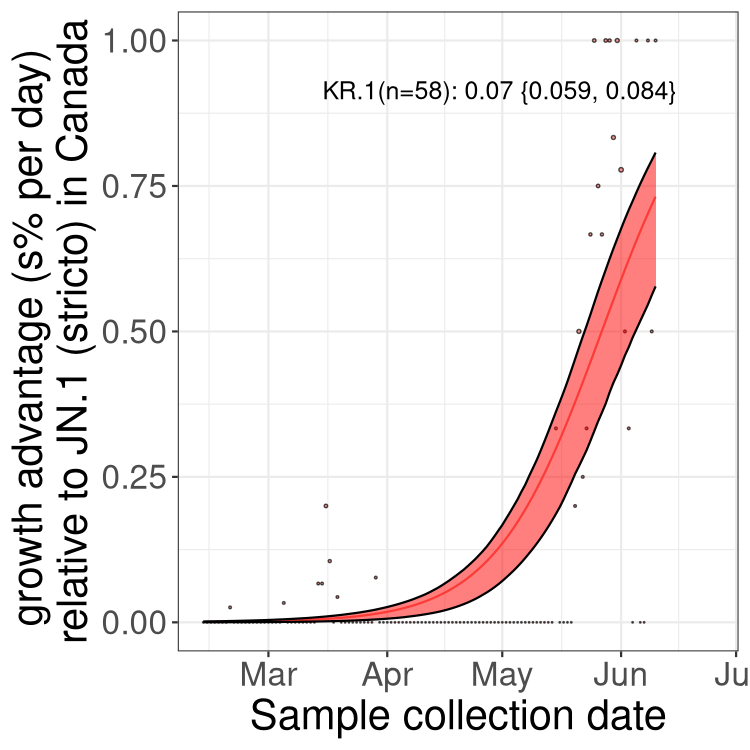 growth advantage (s% per day)
relative to JN.1 (stricto) in Canada
1.00
0.75
0.50
0.25
0.00
KR.1(n=58): 0.07 {0.059, 0.084}
Mar Apr May Jun Ju
Sample collection date